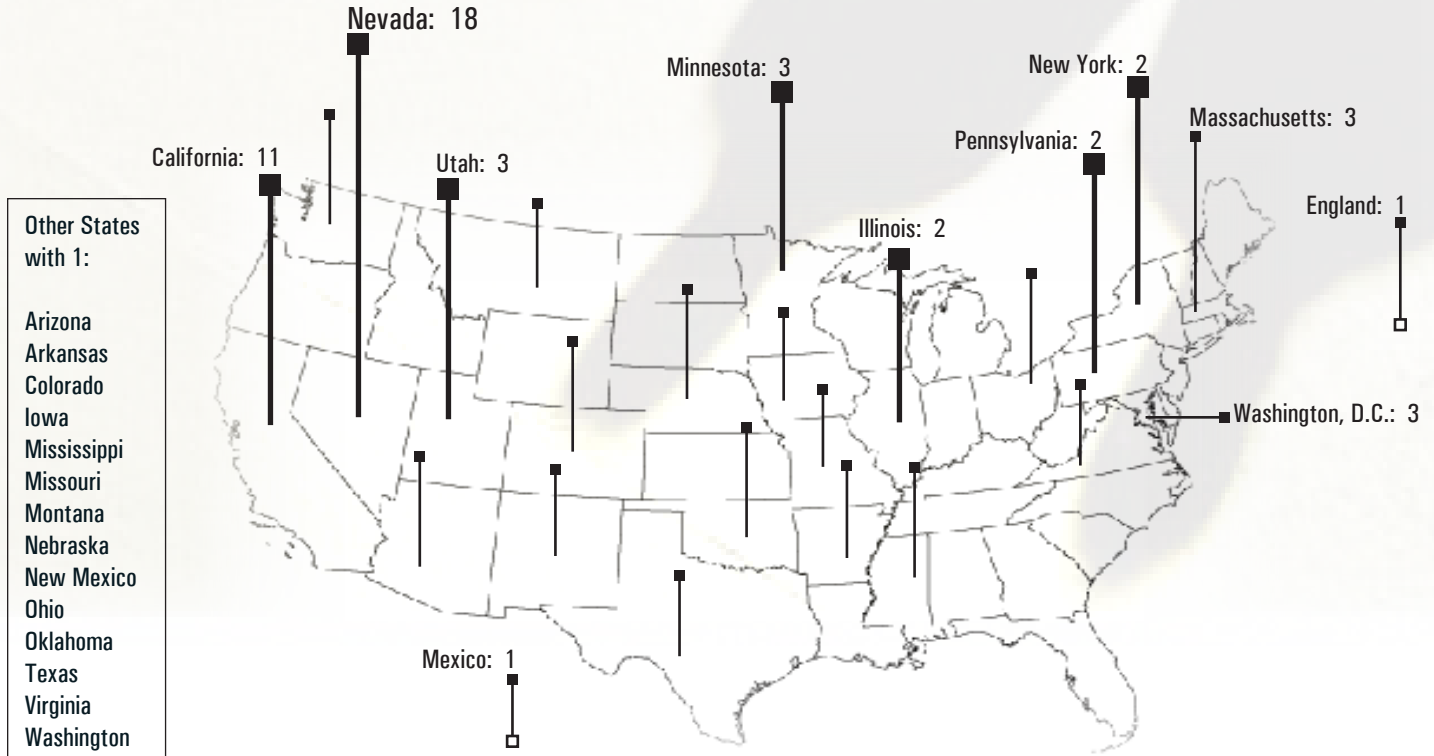 Nevada: 18
Minnesota: 3
New York: 2
Massachusetts: 3
Pennsylvania: 2
California: 11
Utah: 3
England: 1
Illinois: 2
Other States
with 1:
Arizona
Arkansas
Colorado
Iowa
Mississippi
Missouri
Montana
Nebraska
New Mexico
Ohio
Oklahoma
Texas
Virginia
Washington
Washington, D.C.: 3
Mexico: 1